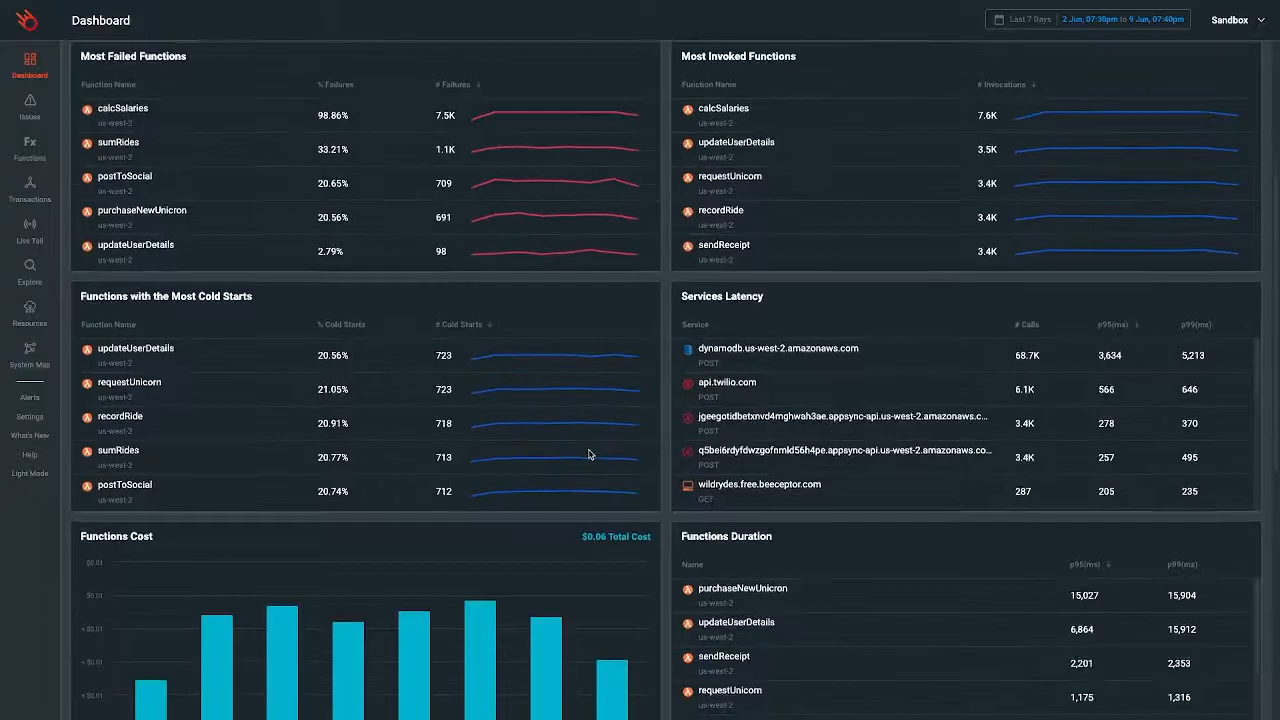 Dashboard
Last 7 Days
2 Jun, 07:30pm to 9 Jun, 07:40pm
Sandbox
Dashboard
Issues
Fx
Functions
Transactions
Live Tail
Explore
Resources
System Map
Alerts
Settings
What's New
Help
Light Mode
Most Failed Functions
Function Name % Failures # Failures ↓
calcSalaries
us-west-2
98.86% 7.5K
sumRides
us-west-2
33.21% 1.1K
postToSocial
us-west-2
20.65% 709
purchaseNewUnicron
us-west-2
20.56% 691
updateUserDetails
us-west-2
2.79% 98
Most Invoked Functions
Function Name # Invocations ↓
calcSalaries
us-west-2
7.6K
updateUserDetails
us-west-2
3.5K
requestUnicorn
us-west-2
3.4K
recordRide
us-west-2
3.4K
sendReceipt
us-west-2
3.4K
Functions with the Most Cold Starts
Function Name % Cold Starts # Cold Starts ↓
updateUserDetails
us-west-2
20.56% 723
requestUnicorn
us-west-2
21.05% 723
recordRide
us-west-2
20.91% 718
sumRides
us-west-2
20.77% 713
postToSocial
us-west-2
20.74% 712
Services Latency
Service # Calls p95(ms) ↓ p99(ms)
dynamodb.us-west-2.amazonaws.com
POST
68.7K 3,634 5,213
api.twilio.com
POST
6.1K 566 646
jgeegotidbetxnvd4mghwah3ae.appsync-api.us-west-2.amazonaws.c...
POST
3.4K 278 370
q5bei6rdyfdwzgofnmld56h4pe.appsync-api.us-west-2.amazonaws.co...
POST
3.4K 257 495
wildrydes.free.beeceptor.com
GET
287 205 235
Functions Cost
$0.06 Total Cost
$0.01
$0.01
< $0.01
< $0.01
< $0.01
Functions Duration
Name p95(ms) ↓ p99(ms)
purchaseNewUnicron
us-west-2
15,027 15,904
updateUserDetails
us-west-2
6,864 15,912
sendReceipt
us-west-2
2,201 2,353
requestUnicorn
us-west-2
1,175 1,316